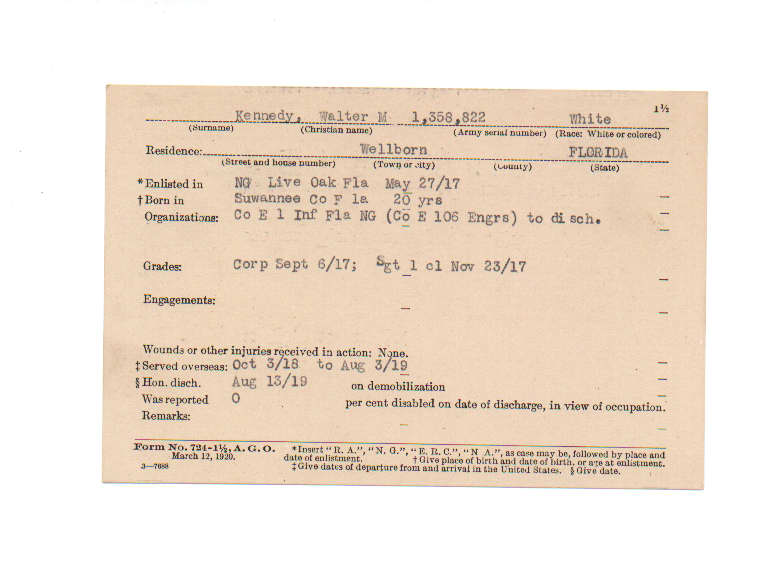 1½
Kennedy, Walter M 1,358,822 White
(Surname) (Christian name) (Army serial number) (Race: White or colored)
Residence: Wellborn FLORIDA
(Street and house number) (Town or city) (County) (State)
*Enlisted in NG Live Oak Fla May 27/17
†Born in Suwannee Co F la 20 yrs
Organizations: Co E 1 Inf Fla NG (Co E 106 Engrs) to disch.
Grades: Corp Sept 6/17; Sgt 1 cl Nov 23/17
Engagements:
Wounds or other injuries received in action: None.
‡Served overseas: Oct 3/18 to Aug 3/19
§Hon. disch. Aug 13/19 on demobilization
Was reported 0 per cent disabled on date of discharge, in view of occupation.
Remarks:
Form No. 724-1½, A. G. O. *Insert "R. A.", "N. G.", "E. R. C.", "N A.", as case may be, followed by place and
March 12, 1920. date of enlistment. †Give place of birth and date of birth, or age at enlistment.
3—7688 ‡Give dates of departure from and arrival in the United States. §Give date.